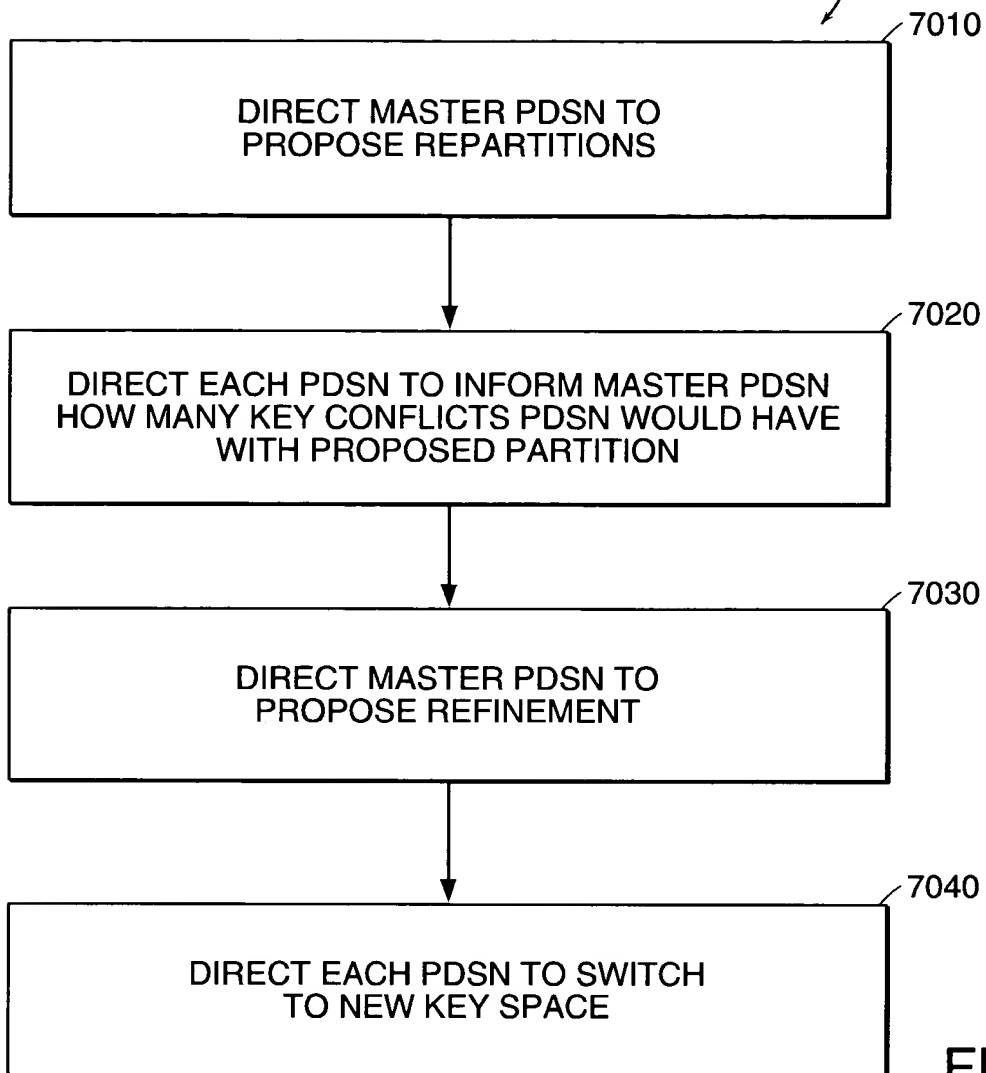 7010
DIRECT MASTER PDSN TO
PROPOSE REPARTITIONS
7020
DIRECT EACH PDSN TO INFORM MASTER PDSN
HOW MANY KEY CONFLICTS PDSN WOULD HAVE
WITH PROPOSED PARTITION
7030
DIRECT MASTER PDSN TO
PROPOSE REFINEMENT
7040
DIRECT EACH PDSN TO SWITCH
TO NEW KEY SPACE